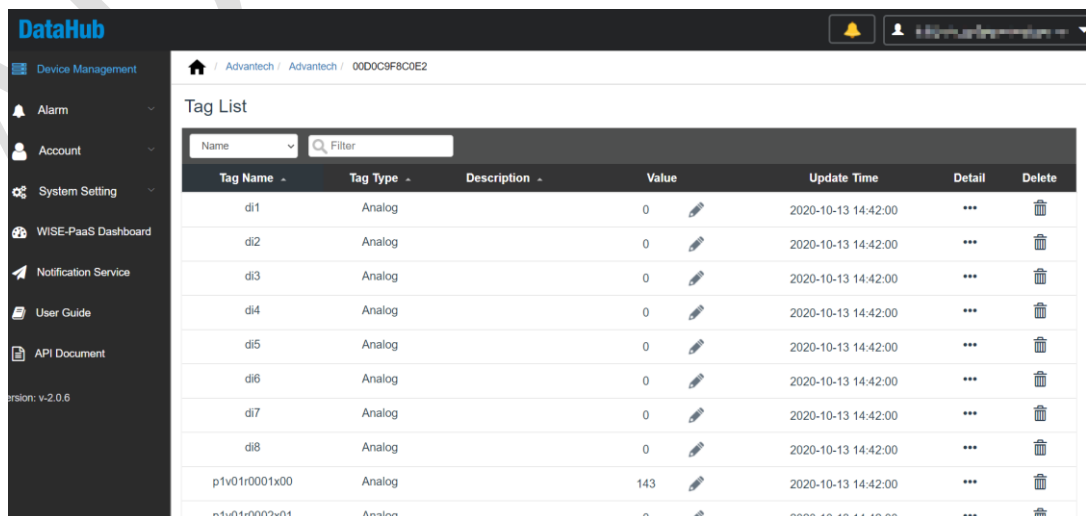 DataHub
Device Management
/ Advantech / Advantech / 00D0C9F8C0E2
Alarm
Tag List
Account
Name
Filter
System Setting
Tag Name Tag Type Description Value Update Time Detail Delete
di1 Analog 0 2020-10-13 14:42:00 •••
WISE-PaaS Dashboard
di2 Analog 0 2020-10-13 14:42:00 •••
Notification Service
di3 Analog 0 2020-10-13 14:42:00 •••
User Guide
di4 Analog 0 2020-10-13 14:42:00 •••
API Document
di5 Analog 0 2020-10-13 14:42:00 •••
di6 Analog 0 2020-10-13 14:42:00 •••
ersion: v-2.0.6
di7 Analog 0 2020-10-13 14:42:00 •••
di8 Analog 0 2020-10-13 14:42:00 •••
p1v01r0001x00 Analog 143 2020-10-13 14:42:00 •••
p1v01r0002x01 Analog